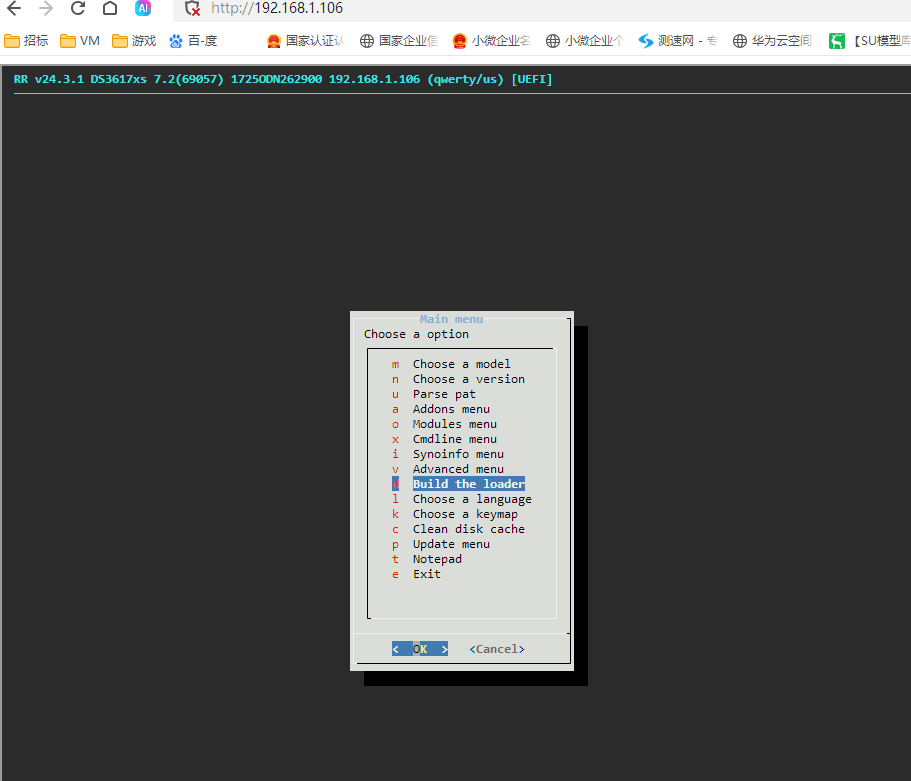 AI http://192.168.1.106
招标 VM 游戏 百-度 国家认证认 国家企业信 小微企业名 小微企业个 测速网 - 专 华为云空间 【SU模型库
RR v24.3.1 DS3617xs 7.2(69057) 1725ODN262900 192.168.1.106 (qwerty/us) [UEFI]
Main menu
Choose a option
m Choose a model
n Choose a version
u Parse pat
a Addons menu
o Modules menu
x Cmdline menu
i Synoinfo menu
v Advanced menu
d Build the loader
l Choose a language
k Choose a keymap
c Clean disk cache
p Update menu
t Notepad
e Exit
< OK > <Cancel>